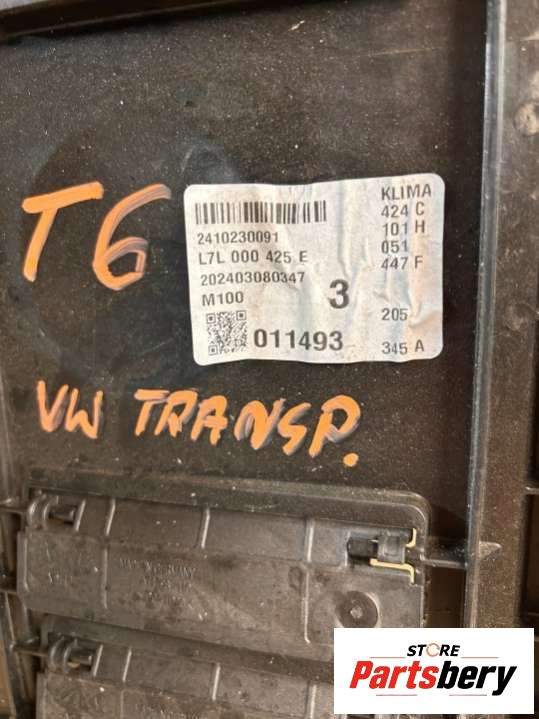 T6
2410230091
L7L 000 425 E
202403080347
M100
3
011493
KLIMA
424 C
101 H
051
447 F
205
345 A
VW TRANSP.
STORE
Partsbery